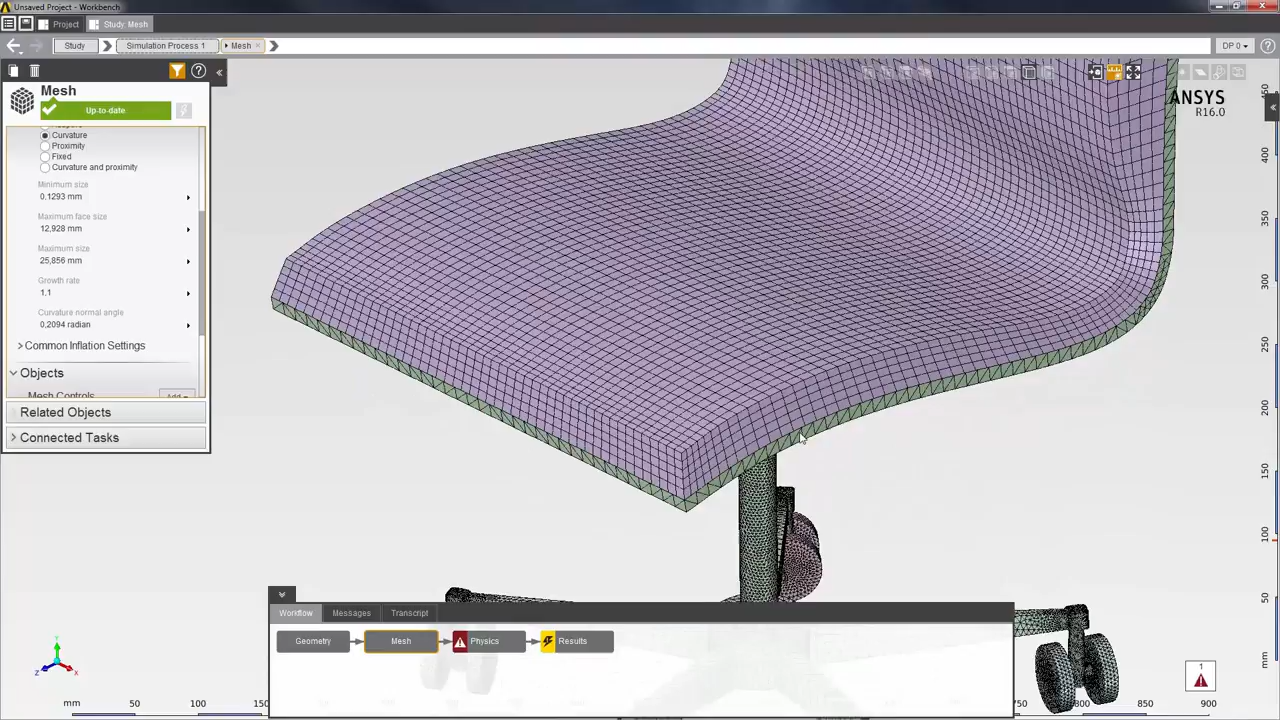 Unsaved Project - Workbench
Project
Study: Mesh
Study
Simulation Process 1
Mesh
DP 0
Mesh
Up-to-date
Curvature
Proximity
Fixed
Curvature and proximity
Minimum size
0.1293 mm
Maximum face size
12,928 mm
Maximum size
25,856 mm
Growth rate
1.1
Curvature normal angle
0,2094 radian
Common Inflation Settings
Objects
Mesh Controls
Add
Related Objects
Connected Tasks
ANSYS
R16.0
450
400
350
300
250
200
150
100
50
mm
Workflow
Messages
Transcript
Geometry
Mesh
Physics
Results
1
Y
Z
X
mm
50
100
150
750
800
850
900